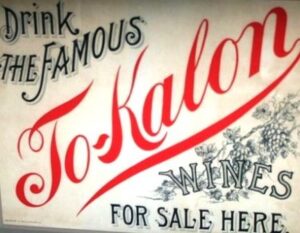 Drink
THE FAMOUS
To-Kalon
WINES
FOR SALE HERE.